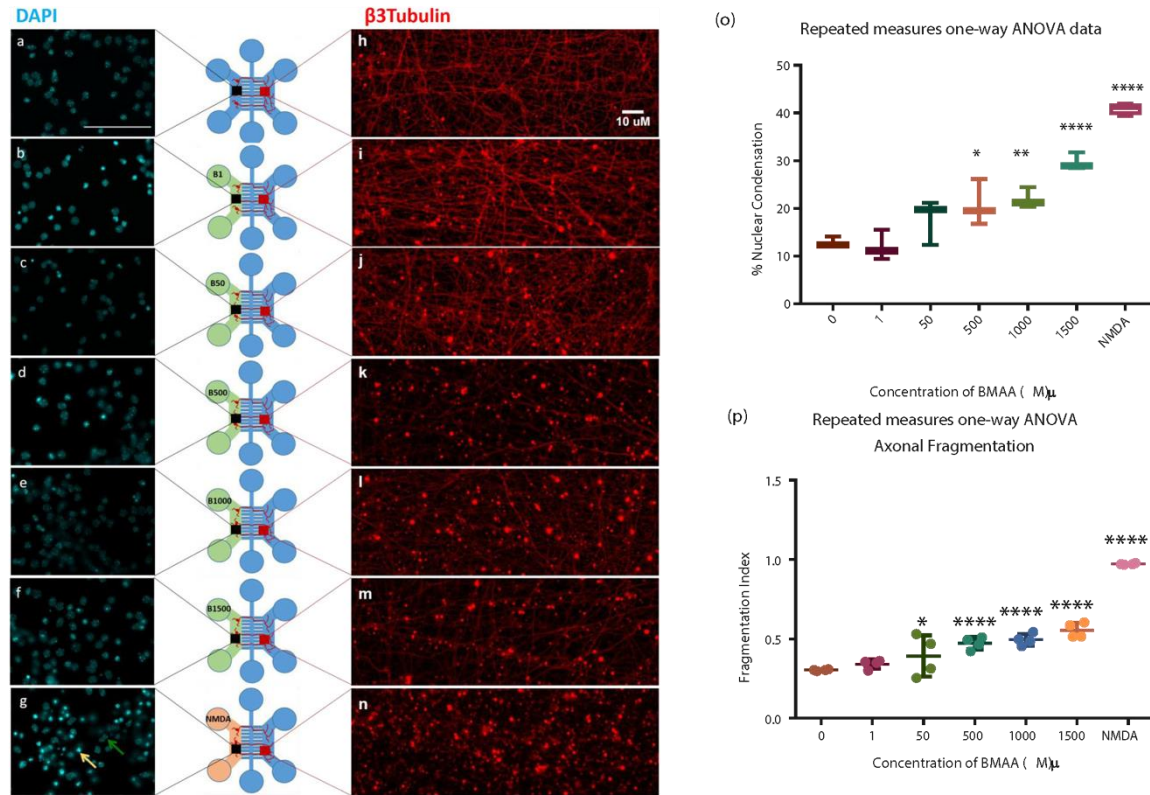 DAPI
β3Tubulin
a
h
10 uM
b
B1
i
c
B50
j
d
B500
k
e
B1000
l
f
B1500
m
g
NMDA
n
(o)
Repeated measures one-way ANOVA data
% Nuclear Condensation
50
40
30
20
10
0
*
**
****
****
0
1
50
500
1000
1500
NMDA
Concentration of BMAA ( M)μ
(p)
Repeated measures one-way ANOVA
Axonal Fragmentation
Fragmentation Index
1.5
1.0
0.5
0.0
*
****
****
****
****
0
1
50
500
1000
1500
NMDA
Concentration of BMAA ( M)μ